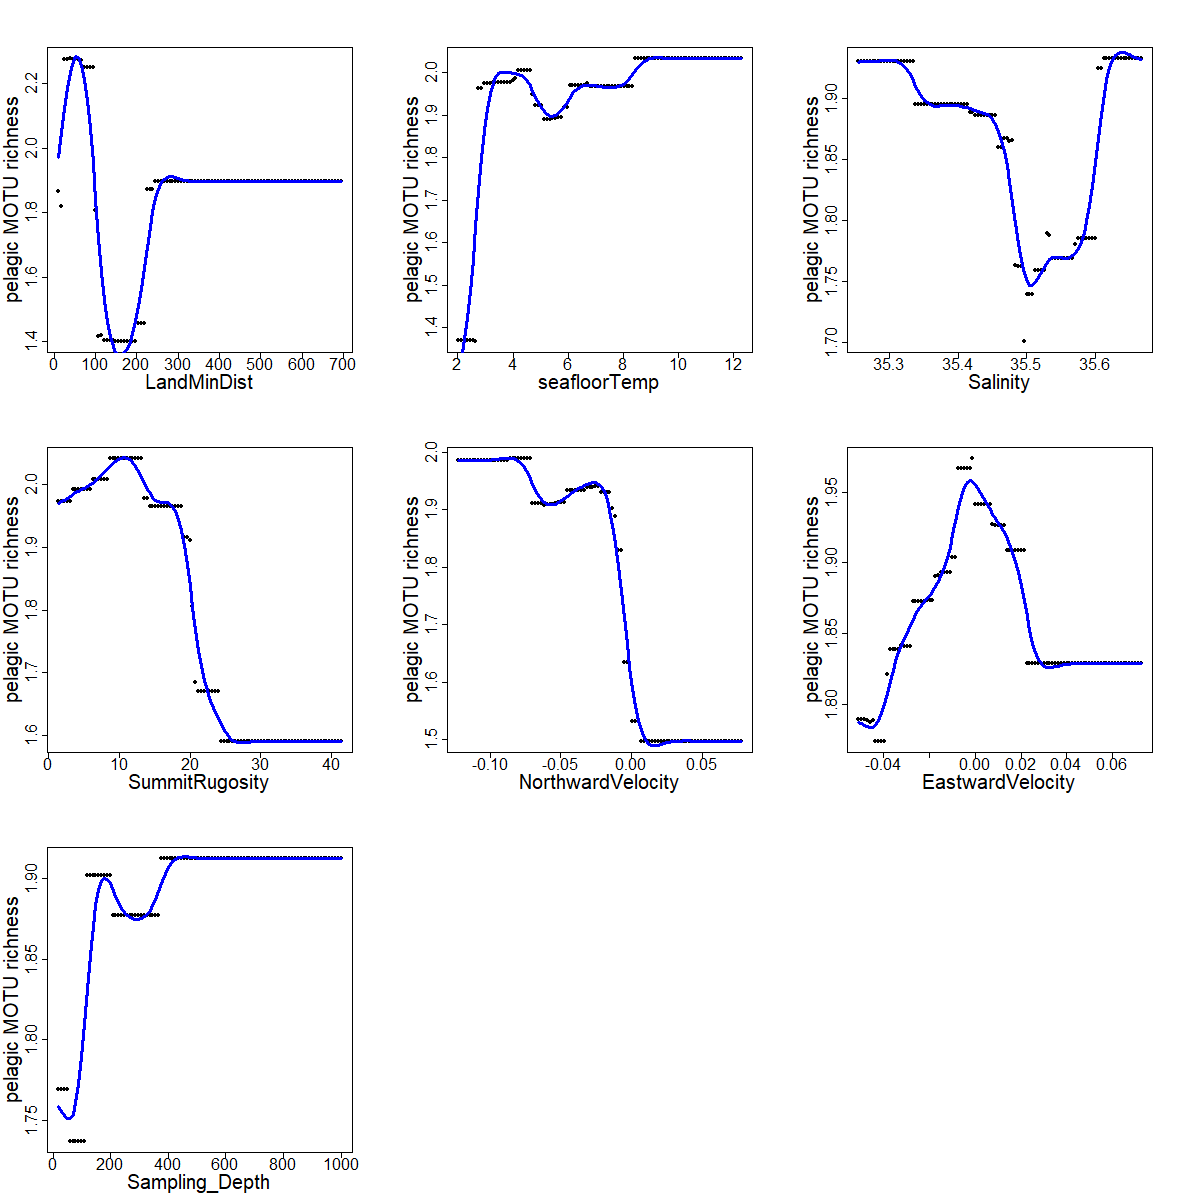 pelagic MOTU richness
1.4 1.6 1.8 2.0 2.2
0 100 200 300 400 500 600 700
LandMinDist
pelagic MOTU richness
1.4 1.5 1.6 1.7 1.8 1.9 2.0
2 4 6 8 10 12
seafloorTemp
pelagic MOTU richness
1.70 1.75 1.80 1.85 1.90
35.3 35.4 35.5 35.6
Salinity
pelagic MOTU richness
1.6 1.7 1.8 1.9 2.0
0 10 20 30 40
SummitRugosity
pelagic MOTU richness
1.5 1.6 1.7 1.8 1.9 2.0
-0.10 -0.05 0.00 0.05
NorthwardVelocity
pelagic MOTU richness
1.80 1.85 1.90 1.95
-0.04 0.00 0.02 0.04 0.06
EastwardVelocity
pelagic MOTU richness
1.75 1.80 1.85 1.90
0 200 400 600 800 1000
Sampling_Depth